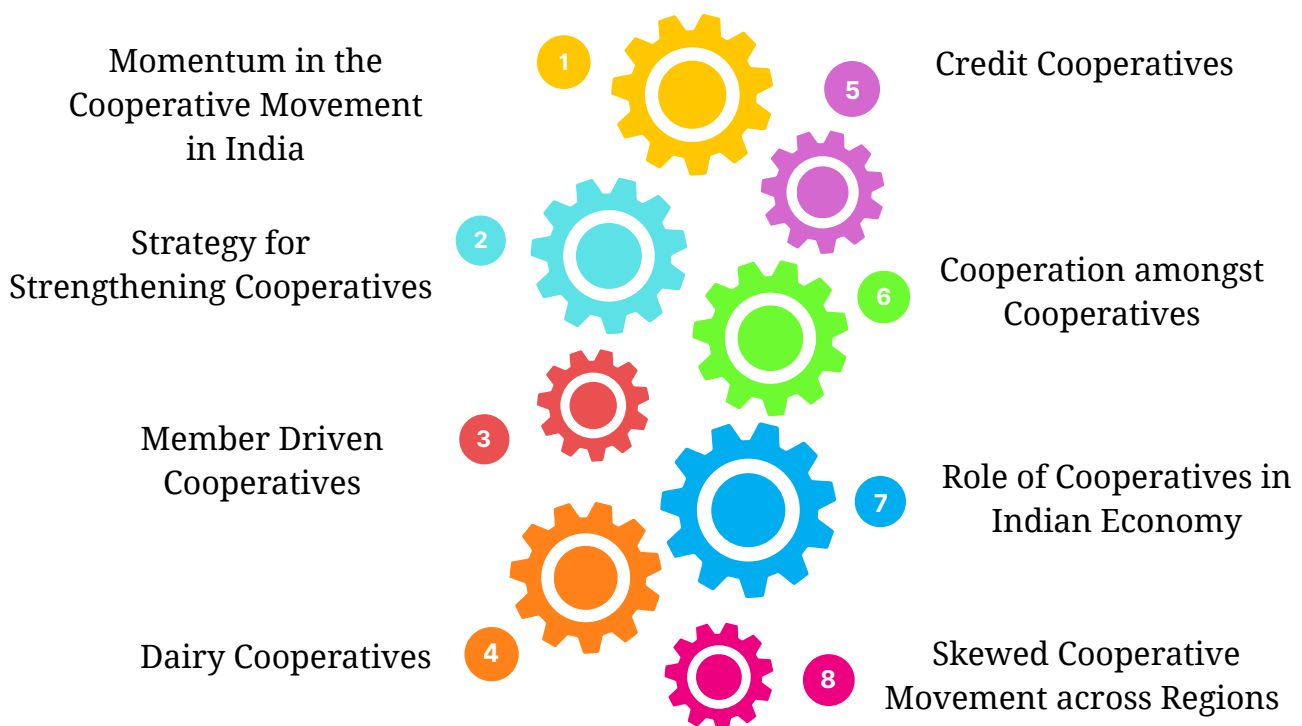 1
Momentum in the
Cooperative Movement
in India
2
Strategy for
Strengthening Cooperatives
3
Member Driven
Cooperatives
4
Dairy Cooperatives
5
Credit Cooperatives
6
Cooperation amongst
Cooperatives
7
Role of Cooperatives in
Indian Economy
8
Skewed Cooperative
Movement across Regions